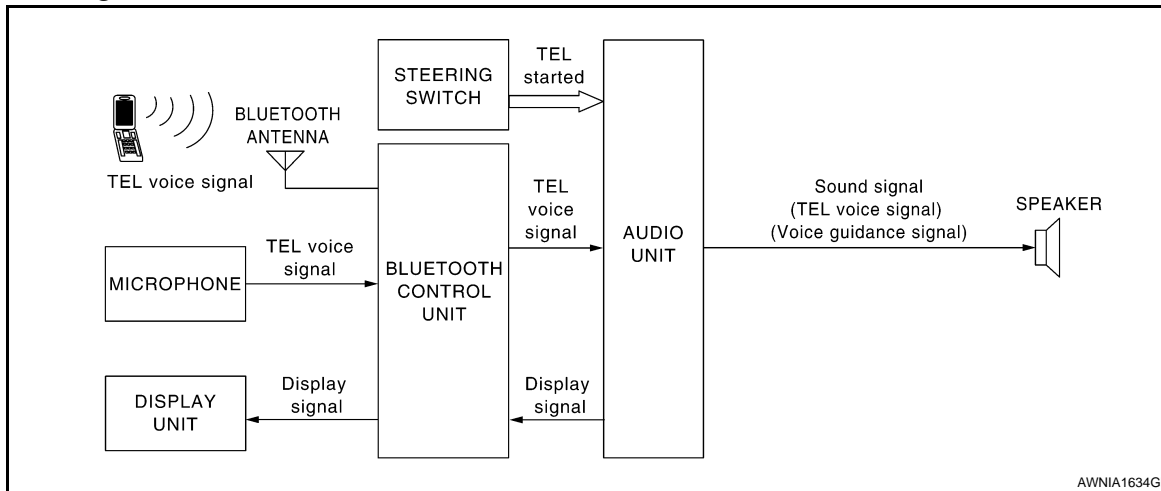 STEERING
SWITCH
TEL
started
BLUETOOTH
ANTENNA
TEL voice signal
TEL
voice
signal
Sound signal
(TEL voice signal)
(Voice guidance signal)
SPEAKER
AUDIO
UNIT
TEL voice
signal
MICROPHONE
BLUETOOTH
CONTROL
UNIT
Display
signal
Display
signal
DISPLAY
UNIT
AWNIA1634G